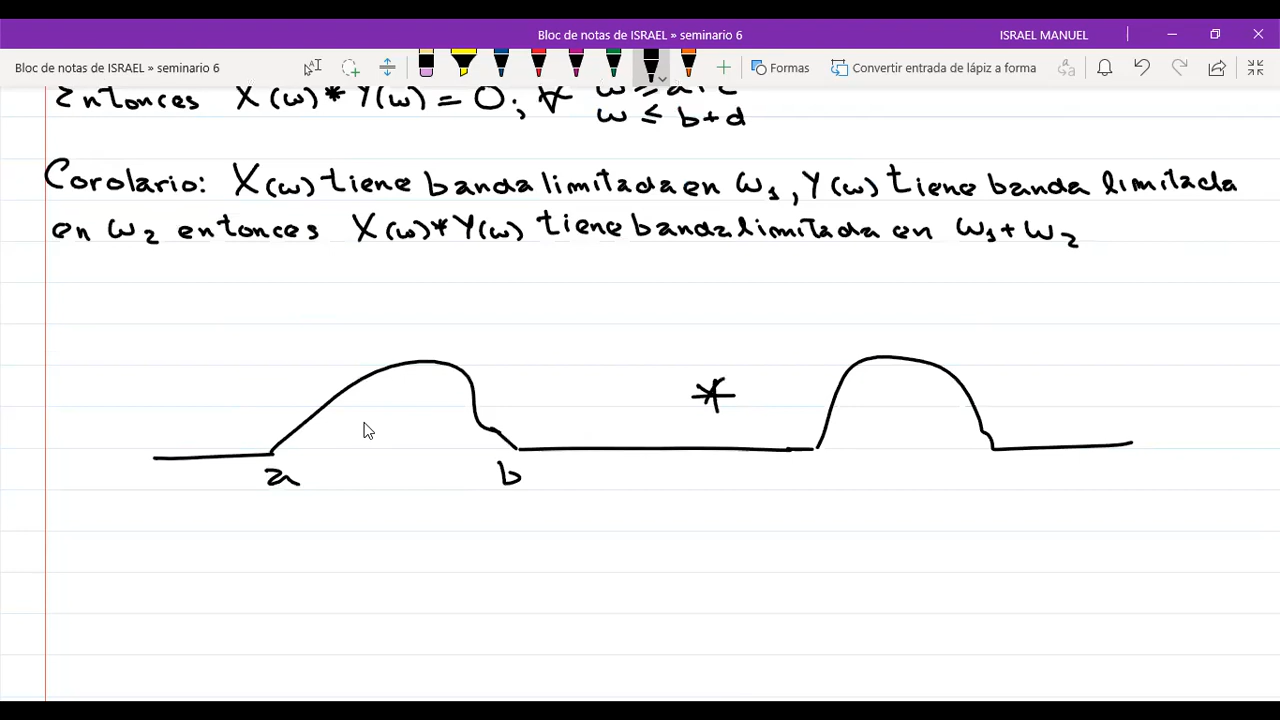 Bloc de notas de ISRAEL » seminario 6
ISRAEL MANUEL
Bloc de notas de ISRAEL » seminario 6
Formas
Convertir entrada de lápiz a forma
Entonces X(ω)*Y(ω) = 0; ∀
ω ≤ b+d
Corolario: X(ω) tiene banda limitada en ω₁, Y(ω) tiene banda limitada
en ω₂ entonces X(ω)*Y(ω) tiene banda limitada en ω₁+ω₂
*
a b